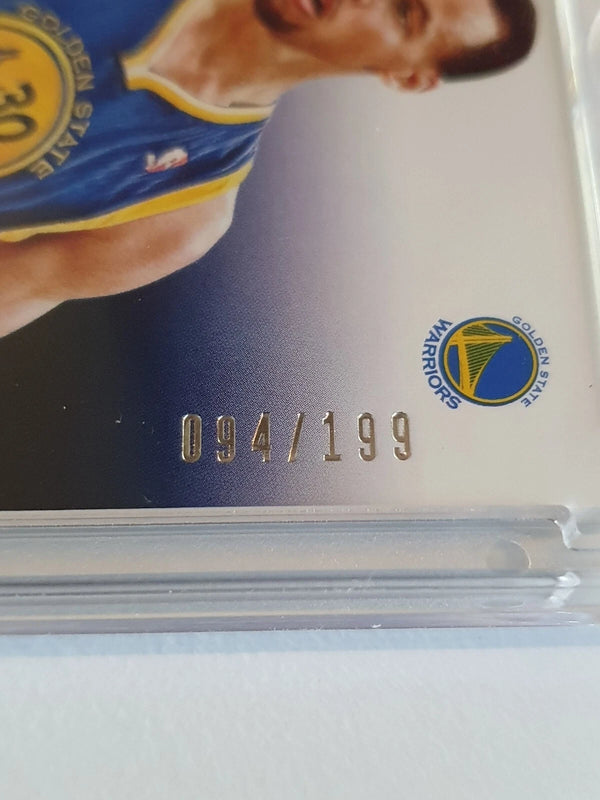 GOLDEN STATE
30
094/199
GOLDEN STATE
WARRIORS